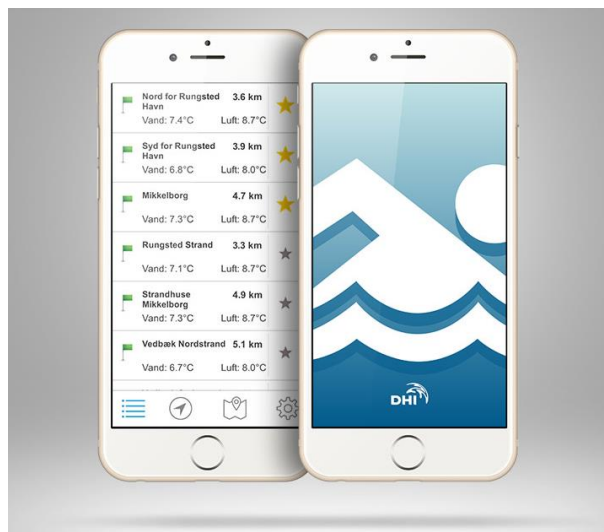 Nord for Rungsted 3.6 km
Havn
Vand: 7.4°C Luft: 8.7°C
Syd for Rungsted 3.9 km
Havn
Vand: 6.8°C Luft: 8.0°C
Mikkelborg 4.7 km
Vand: 7.3°C Luft: 8.7°C
Rungsted Strand 3.3 km
Vand: 7.1°C Luft: 8.7°C
Strandhuse 4.9 km
Mikkelborg
Vand: 7.3°C Luft: 8.7°C
Vedbæk Nordstrand 5.1 km
Vand: 6.7°C Luft: 8.0°C
DHI